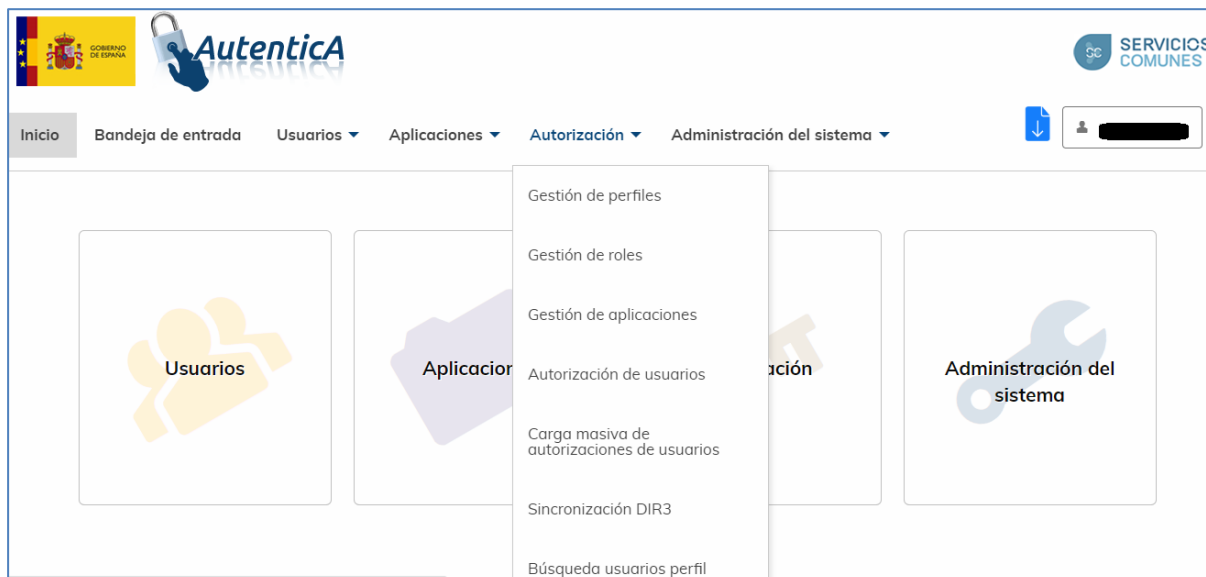 GOBIERNO
DE ESPAÑA
AutenticA
SERVICIOS
COMUNES
Inicio
Bandeja de entrada
Usuarios
Aplicaciones
Autorización
Administración del sistema
Gestión de perfiles
Gestión de roles
Gestión de aplicaciones
Autorización de usuarios
Carga masiva de
autorizaciones de usuarios
Sincronización DIR3
Búsqueda usuarios perfil
Usuarios
Aplicacion
ación
Administración del
sistema